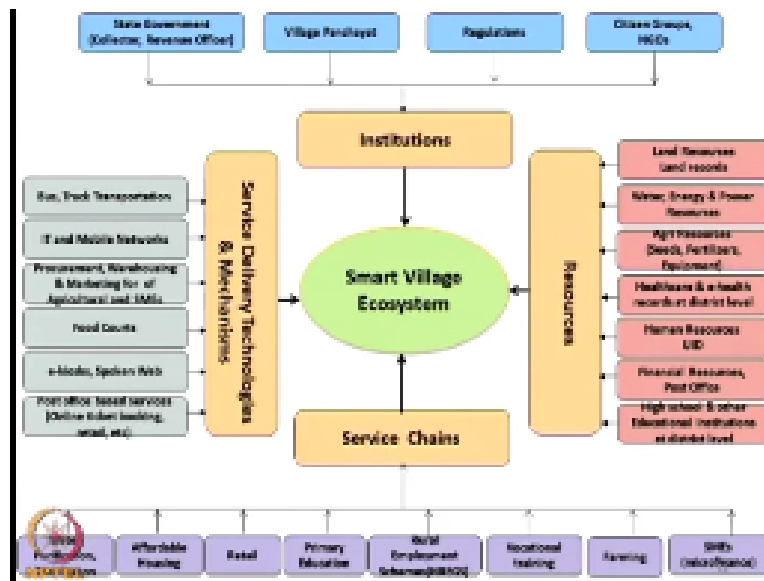 State Government
(Collector, Revenue Officer)
Village Panchayat
Regulations
Citizen Groups,
NGOs
Institutions
Service Delivery Technologies
& Mechanisms
Bus, Truck Transportation
IT and Mobile Networks
Procurement, Warehousing
& Marketing for of
Agricultural and SMEs
Food Courts
Spoken Web
Post office based services
(Online ticket booking,
retail, etc)
Smart Village
Ecosystem
Resources
Land Resources
Land records
Water, Energy & Power
Resources
Agri Resources
(Seeds, Fertilizers,
Equipment)
Healthcare & e-health
records at district level
Human Resources
UID
Financial Resources,
Post Office
High school & other
Educational Institutions
at district level
Service Chains
Purification,
Affordable
Housing
Retail
Primary
Education
Rural
Employment
Vocational
training
Farming
SMEs
(microfinance)